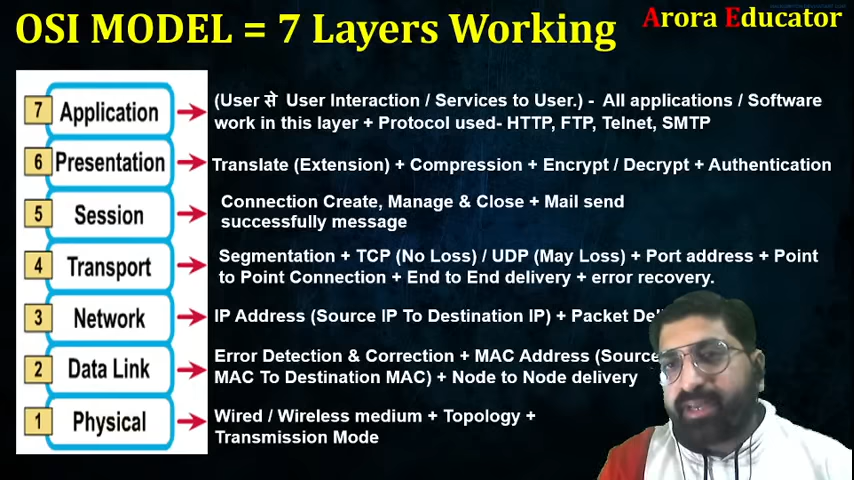 OSI MODEL = 7 Layers Working
Arora Educator
7 Application
(User से User Interaction / Services to User.) - All applications / Software
work in this layer + Protocol used- HTTP, FTP, Telnet, SMTP
6 Presentation
Translate (Extension) + Compression + Encrypt / Decrypt + Authentication
5 Session
Connection Create, Manage & Close + Mail send
successfully message
4 Transport
Segmentation + TCP (No Loss) / UDP (May Loss) + Port address + Point
to Point Connection + End to End delivery + error recovery.
3 Network
IP Address (Source IP To Destination IP) + Packet
2 Data Link
Error Detection & Correction + MAC Address (Source
MAC To Destination MAC) + Node to Node delivery
1 Physical
Wired / Wireless medium + Topology +
Transmission Mode